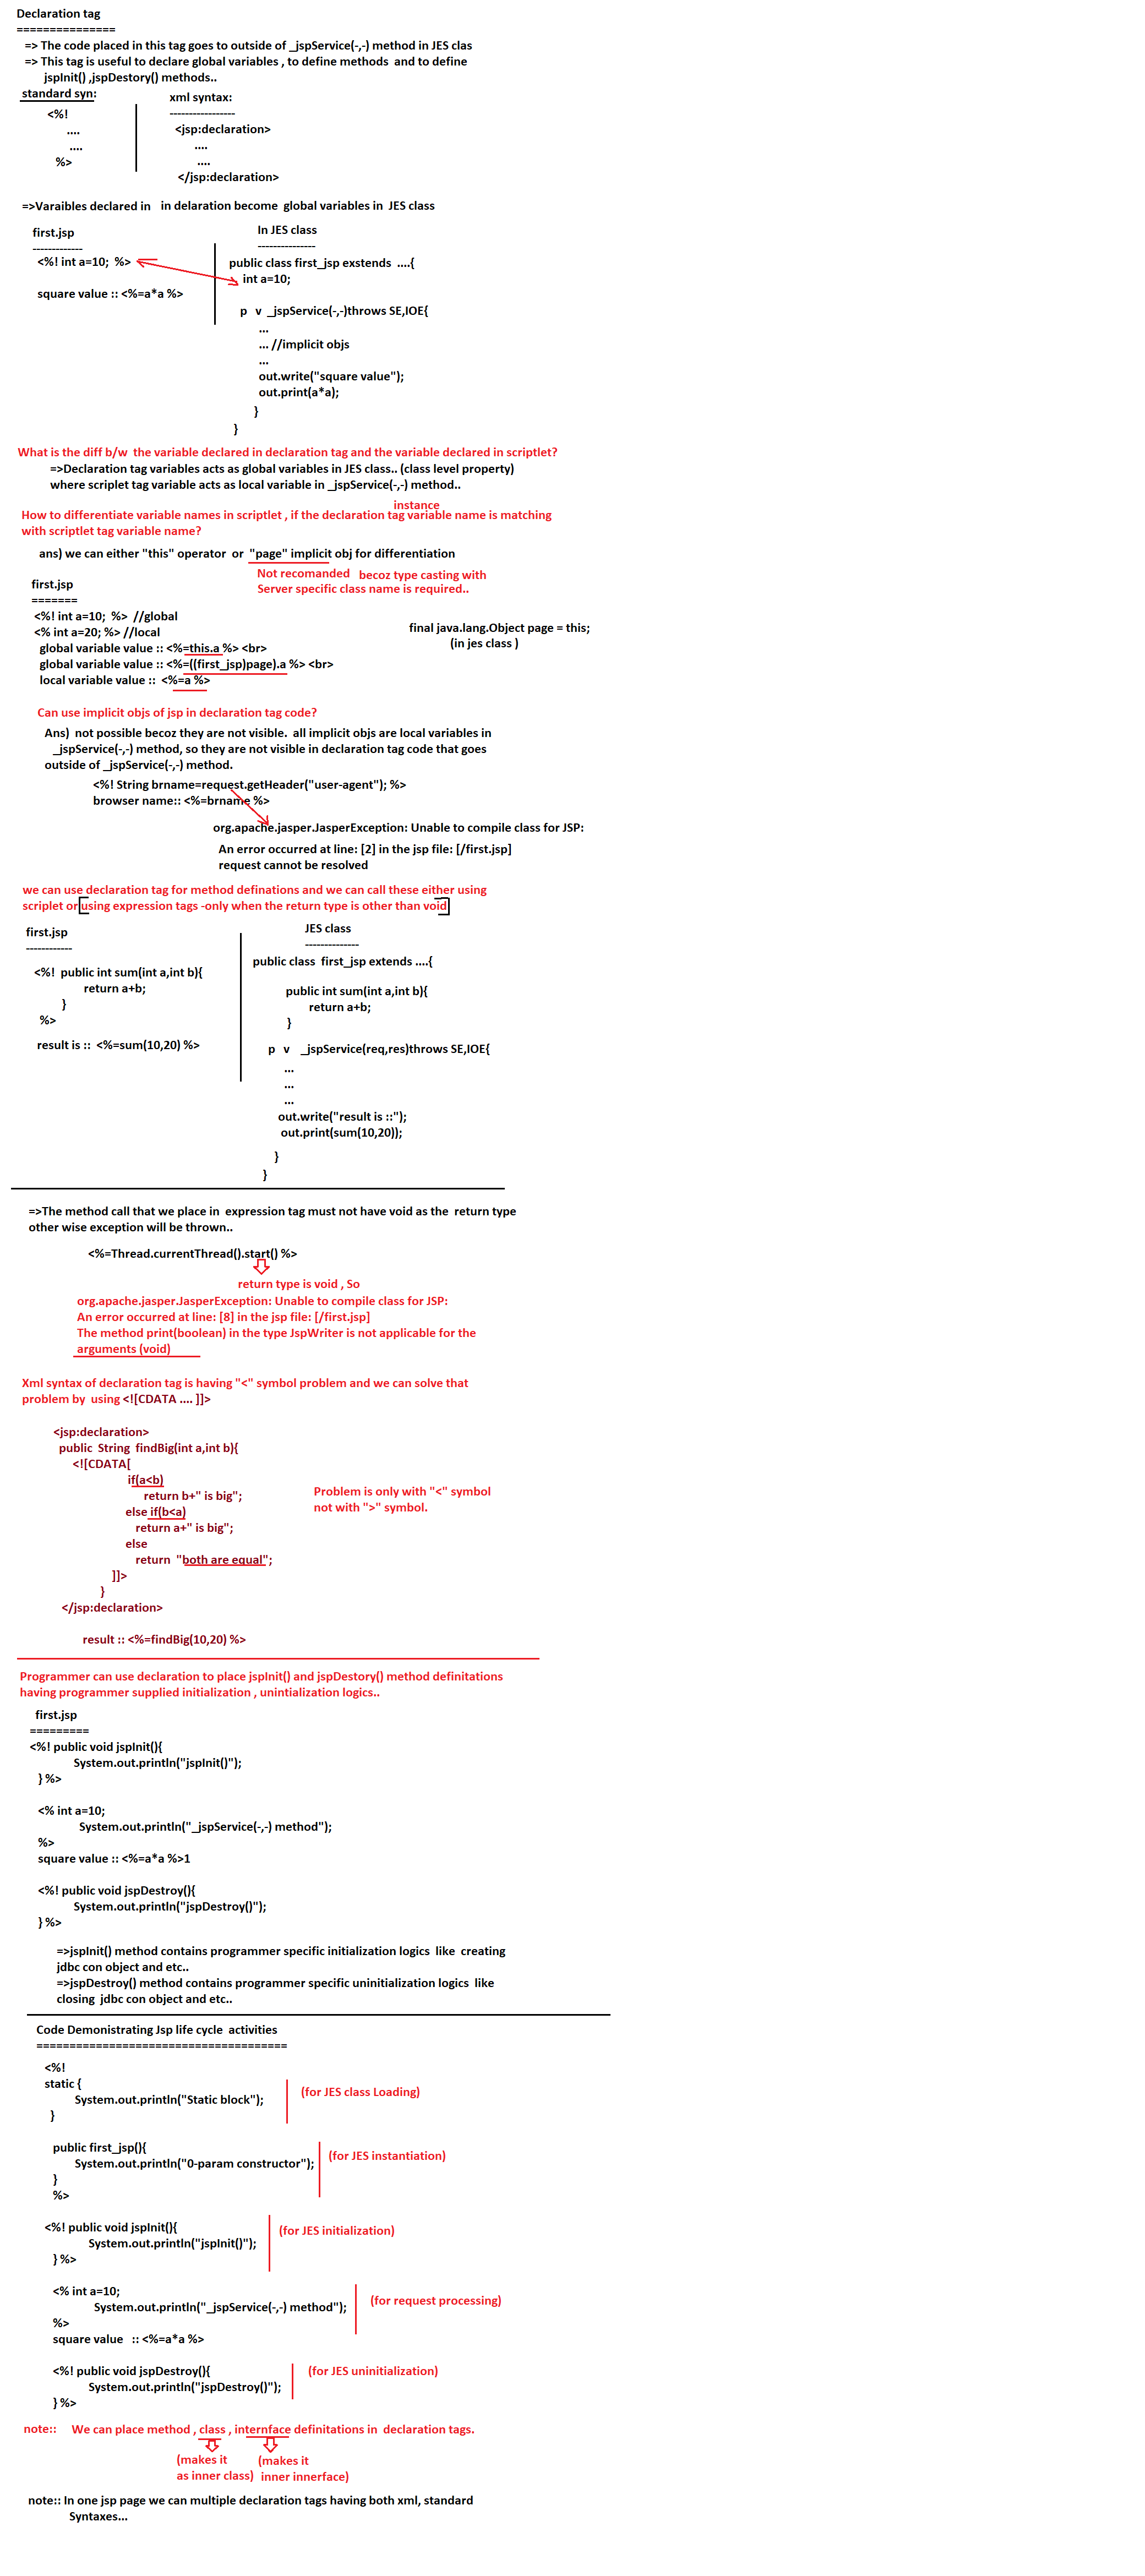 Declaration tag
===============
=> The code placed in this tag goes to outside of _jspService(-,-) method in JES clas
=> This tag is useful to declare global variables , to define methods  and to define
jspInit() ,jspDestory() methods..
standard syn:
<%!
....
....
%>
xml syntax:
-----------------
<jsp:declaration>
....
....
</jsp:declaration>
=>Varaibles declared in   in delaration become  global variables in  JES class
first.jsp
-------------
<%! int a=10;  %>
square value :: <%=a*a %>
In JES class
---------------
public class first_jsp exstends  ....{
int a=10;
p   v  _jspService(-,-)throws SE,IOE{
...
... //implicit objs
...
out.write("square value");
out.print(a*a);
}
}
What is the diff b/w  the variable declared in declaration tag and the variable declared in scriptlet?
=>Declaration tag variables acts as global variables in JES class.. (class level property)
where scriplet tag variable acts as local variable in _jspService(-,-) method..
instance
How to differentiate variable names in scriptlet , if the declaration tag variable name is matching
with scriptlet tag variable name?
ans) we can either "this" operator  or  "page" implicit obj for differentiation
Not recomanded   becoz type casting with
Server specific class name is required..
first.jsp
=======
<%! int a=10;  %>  //global
<% int a=20; %> //local
global variable value :: <%=this.a %> <br>
global variable value :: <%=((first_jsp)page).a %> <br>
local variable value ::  <%=a %>
final java.lang.Object page = this;
(in jes class )
Can use implicit objs of jsp in declaration tag code?
Ans)  not possible becoz they are not visible.  all implicit objs are local variables in
_jspService(-,-) method, so they are not visible in declaration tag code that goes
outside of _jspService(-,-) method.
<%! String brname=request.getHeader("user-agent"); %>
browser name:: <%=brname %>
org.apache.jasper.JasperException: Unable to compile class for JSP:
An error occurred at line: [2] in the jsp file: [/first.jsp]
request cannot be resolved
we can use declaration tag for method definations and we can call these either using
scriplet or using expression tags -only when the return type is other than void
first.jsp
------------
<%!  public int sum(int a,int b){
return a+b;
}
%>
result is ::  <%=sum(10,20) %>
JES class
--------------
public class  first_jsp extends ....{
public int sum(int a,int b){
return a+b;
}
p   v    _jspService(req,res)throws SE,IOE{
...
...
...
out.write("result is ::");
out.print(sum(10,20));
}
}
=>The method call that we place in  expression tag must not have void as the  return type
other wise exception will be thrown..
<%=Thread.currentThread().start() %>
return type is void , So
org.apache.jasper.JasperException: Unable to compile class for JSP:
An error occurred at line: [8] in the jsp file: [/first.jsp]
The method print(boolean) in the type JspWriter is not applicable for the
arguments (void)
Xml syntax of declaration tag is having "<" symbol problem and we can solve that
problem by  using <![CDATA .... ]]>
<jsp:declaration>
public  String  findBig(int a,int b){
<![CDATA[
if(a<b)
return b+" is big";
else if(b<a)
return a+" is big";
else
return  "both are equal";
]]>
}
</jsp:declaration>
Problem is only with "<" symbol
not with ">" symbol.
result :: <%=findBig(10,20) %>
Programmer can use declaration to place jspInit() and jspDestory() method definitations
having programmer supplied initialization , unintialization logics..
first.jsp
=========
<%! public void jspInit(){
System.out.println("jspInit()");
} %>
<% int a=10;
System.out.println("_jspService(-,-) method");
%>
square value :: <%=a*a %>1
<%! public void jspDestroy(){
System.out.println("jspDestroy()");
} %>
=>jspInit() method contains programmer specific initialization logics  like  creating
jdbc con object and etc..
=>jspDestroy() method contains programmer specific uninitialization logics  like
closing  jdbc con object and etc..
Code Demonistrating Jsp life cycle  activities
======================================
<%!
static {
System.out.println("Static block");
}
(for JES class Loading)
public first_jsp(){
System.out.println("0-param constructor");
}
%>
(for JES instantiation)
<%! public void jspInit(){
System.out.println("jspInit()");
} %>
(for JES initialization)
<% int a=10;
System.out.println("_jspService(-,-) method");
%>
square value   :: <%=a*a %>
(for request processing)
<%! public void jspDestroy(){
System.out.println("jspDestroy()");
} %>
(for JES uninitialization)
note::    We can place method , class , internface definitations in  declaration tags.
(makes it
as inner class)
(makes it
inner innerface)
note:: In one jsp page we can multiple declaration tags having both xml, standard
Syntaxes...